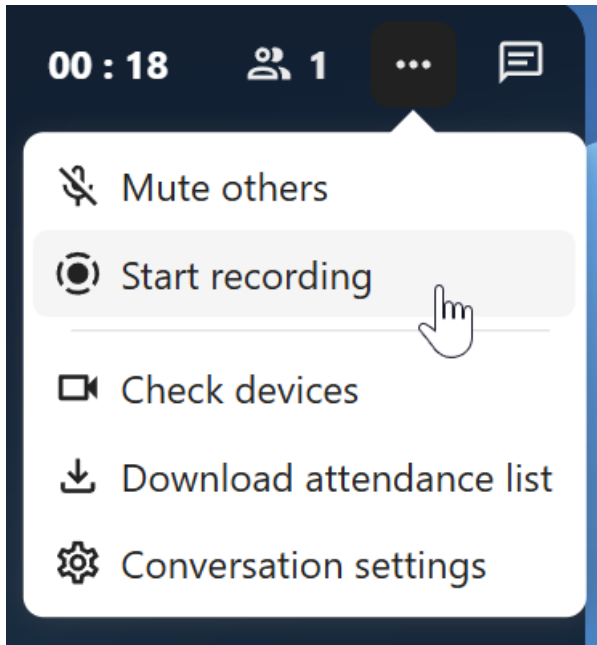 00 : 18 1
Mute others
Start recording
Check devices
Download attendance list
Conversation settings